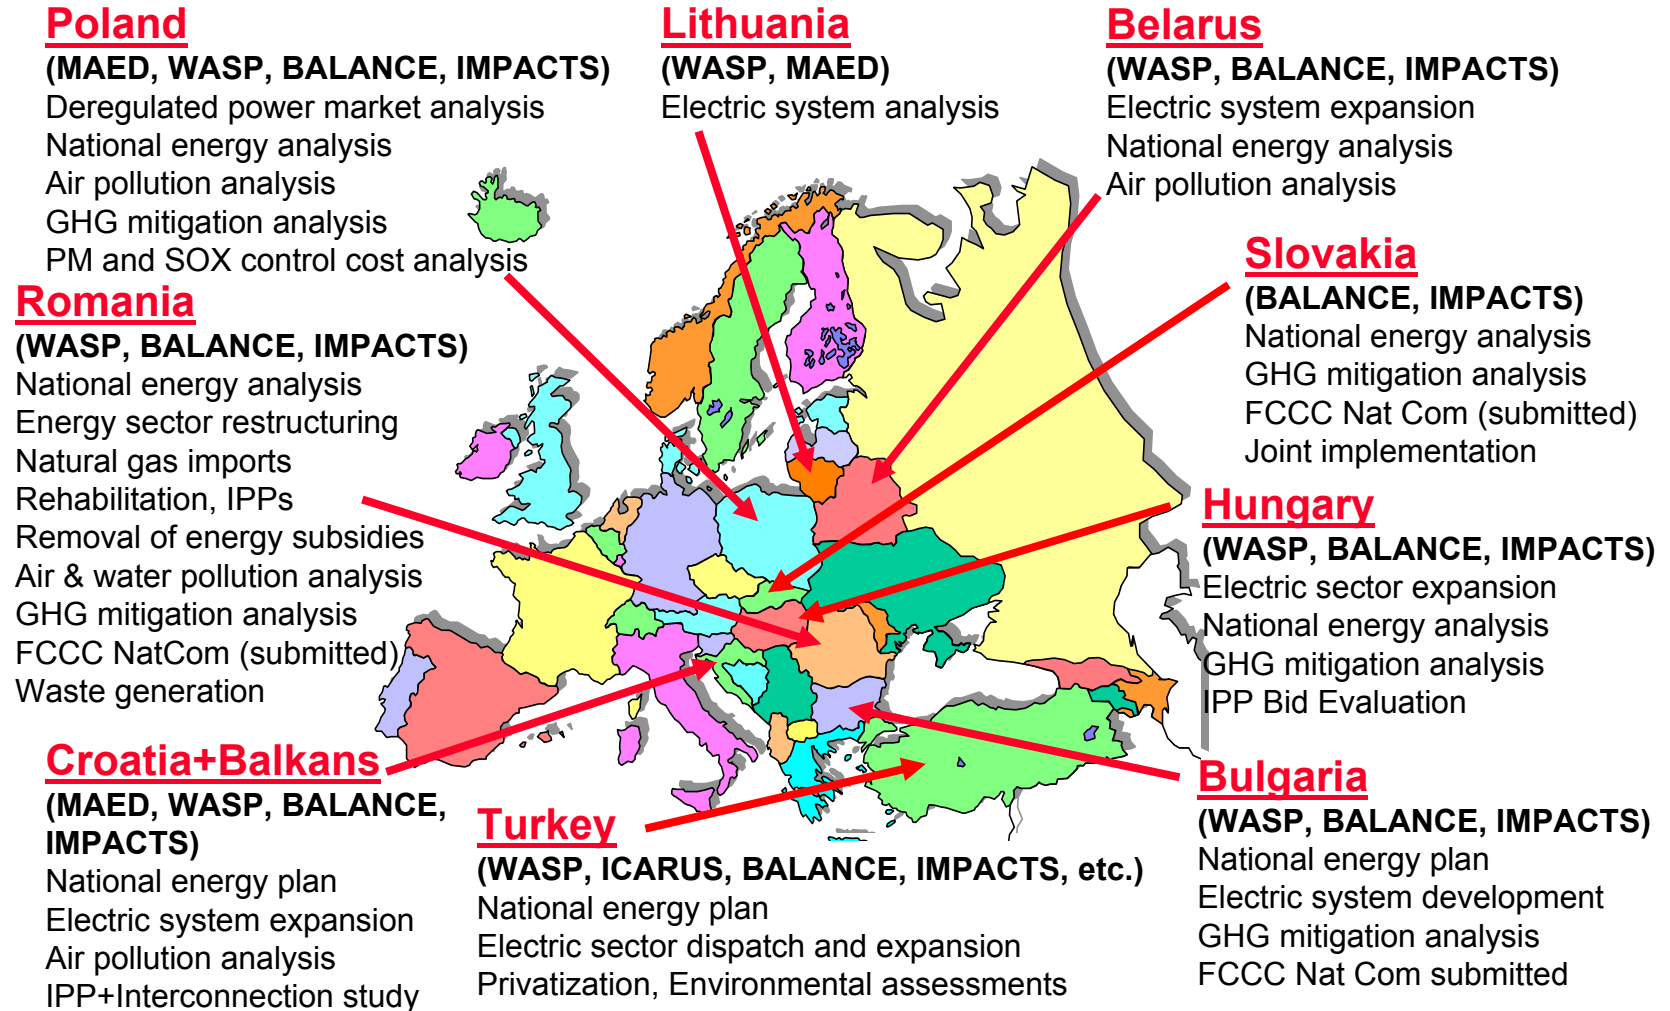 Poland
(MAED, WASP, BALANCE, IMPACTS)
Deregulated power market analysis
National energy analysis
Air pollution analysis
GHG mitigation analysis
PM and SOX control cost analysis
Lithuania
(WASP, MAED)
Electric system analysis
Belarus
(WASP, BALANCE, IMPACTS)
Electric system expansion
National energy analysis
Air pollution analysis
Slovakia
(BALANCE, IMPACTS)
National energy analysis
GHG mitigation analysis
FCCC Nat Com (submitted)
Joint implementation
Romania
(WASP, BALANCE, IMPACTS)
National energy analysis
Energy sector restructuring
Natural gas imports
Rehabilitation, IPPs
Removal of energy subsidies
Air & water pollution analysis
GHG mitigation analysis
FCCC NatCom (submitted)
Waste generation
Hungary
(WASP, BALANCE, IMPACTS)
Electric sector expansion
National energy analysis
GHG mitigation analysis
IPP Bid Evaluation
Croatia+Balkans
(MAED, WASP, BALANCE,
IMPACTS)
National energy plan
Electric system expansion
Air pollution analysis
IPP+Interconnection study
Turkey
(WASP, ICARUS, BALANCE, IMPACTS, etc.)
National energy plan
Electric sector dispatch and expansion
Privatization, Environmental assessments
Bulgaria
(WASP, BALANCE, IMPACTS)
National energy plan
Electric system development
GHG mitigation analysis
FCCC Nat Com submitted